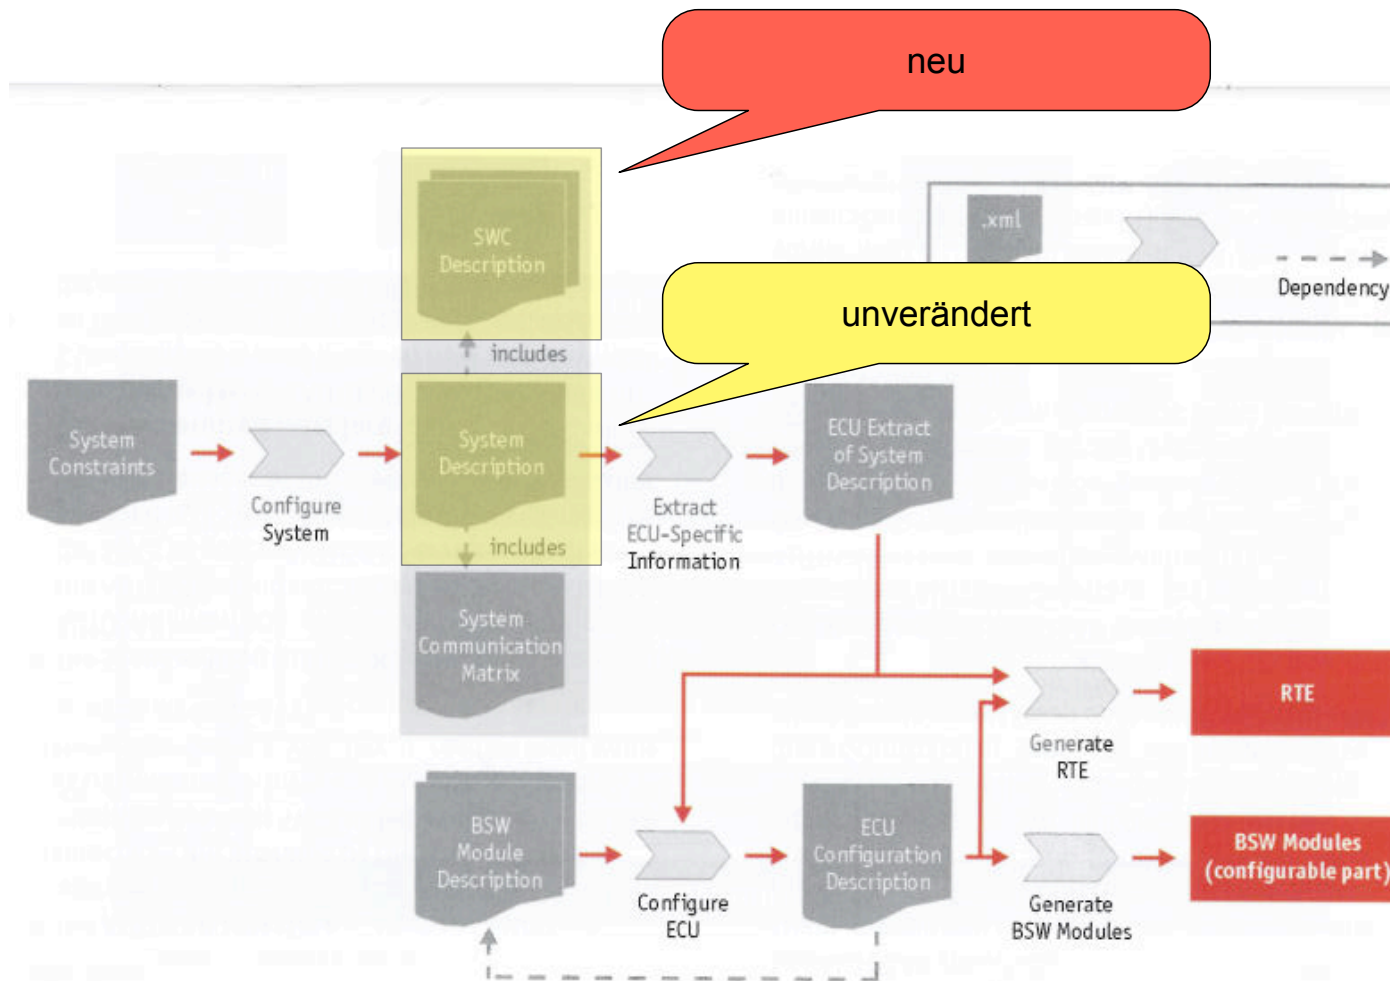 neu
.xml
SWC
Description
unverändert
Dependency
includes
System
Constraints
Configure
System
System
Description
Extract
ECU-Specific
Information
ECU Extract
of System
Description
includes
System
Communication
Matrix
RTE
Generate
RTE
BSW
Module
Description
Configure
ECU
ECU
Configuration
Description
Generate
BSW Modules
BSW Modules
(configurable part)